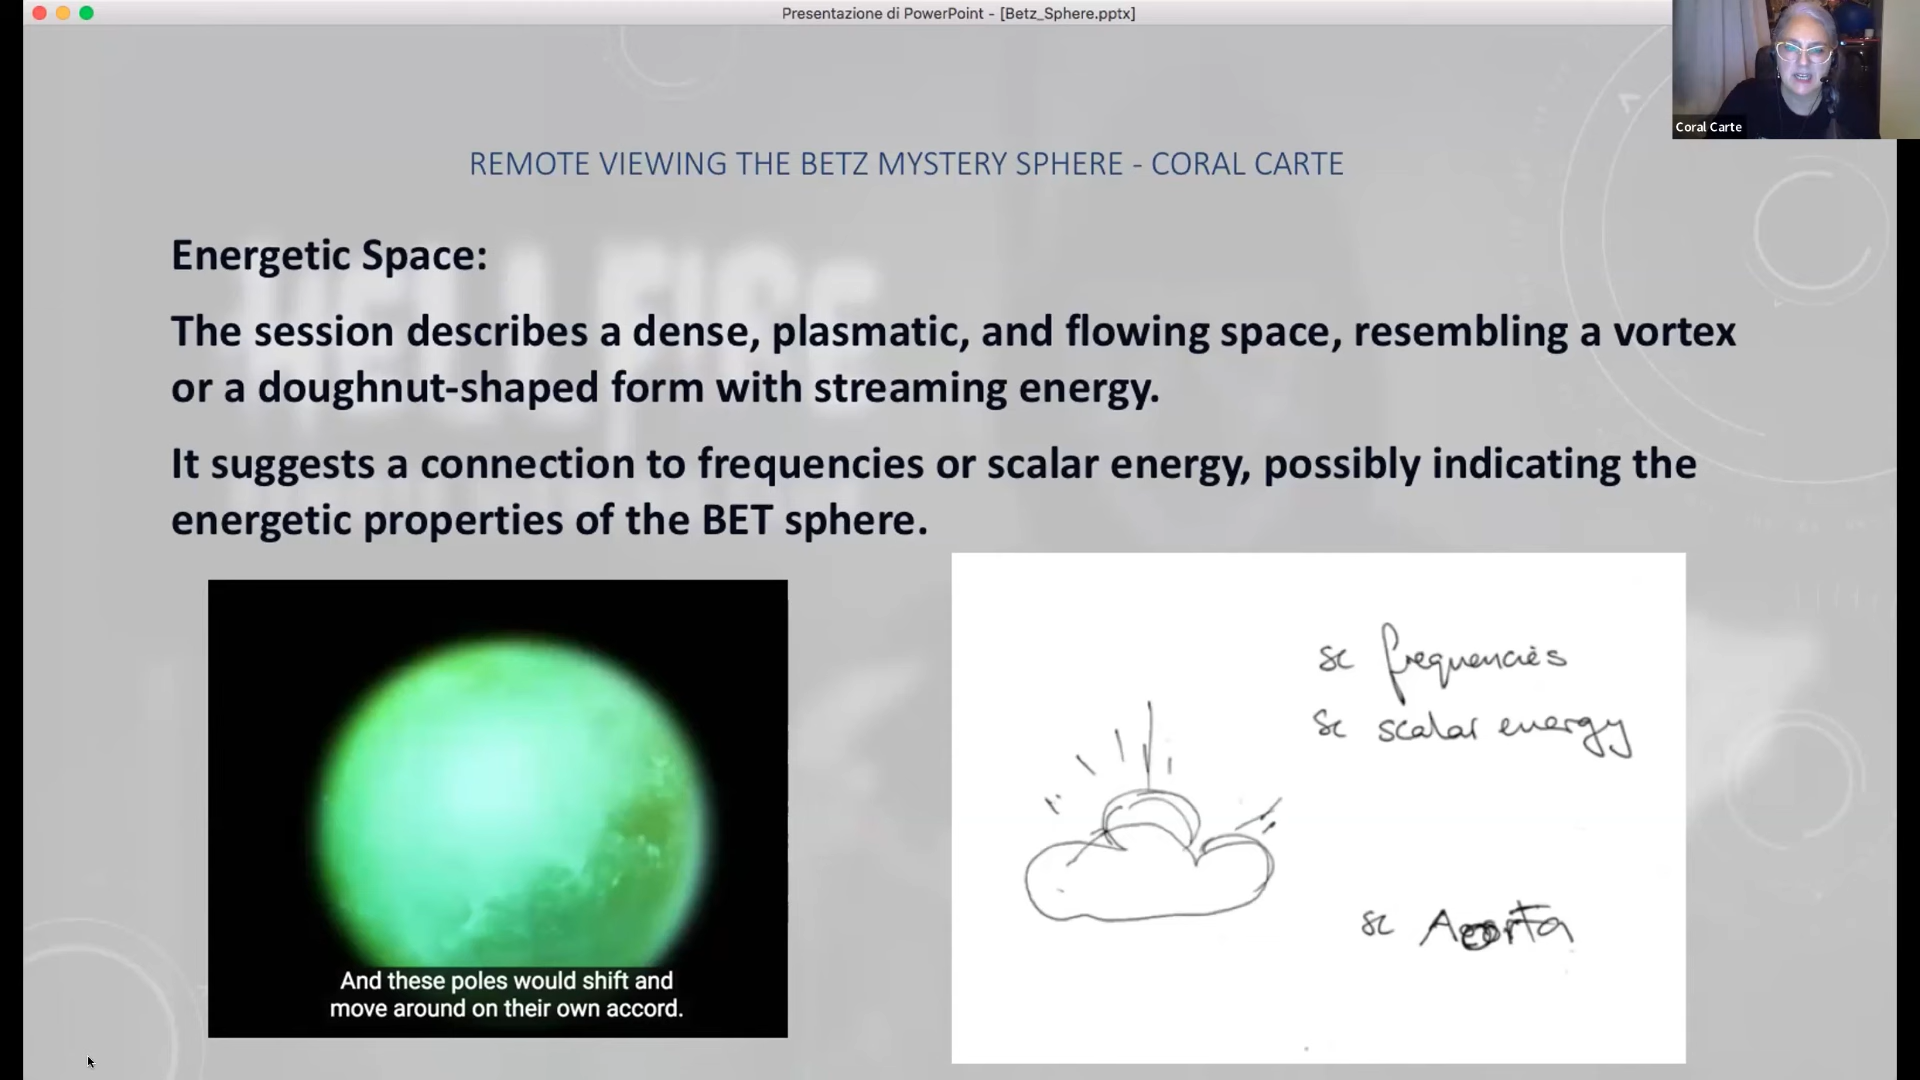 Presentazione di PowerPoint - [Betz_Sphere.pptx]
Coral Carte
REMOTE VIEWING THE BETZ MYSTERY SPHERE - CORAL CARTE
Energetic Space:
The session describes a dense, plasmatic, and flowing space, resembling a vortex
or a doughnut-shaped form with streaming energy.
It suggests a connection to frequencies or scalar energy, possibly indicating the
energetic properties of the BET sphere.
And these poles would shift and
move around on their own accord.
sc frequencies
sc scalar energy
sc